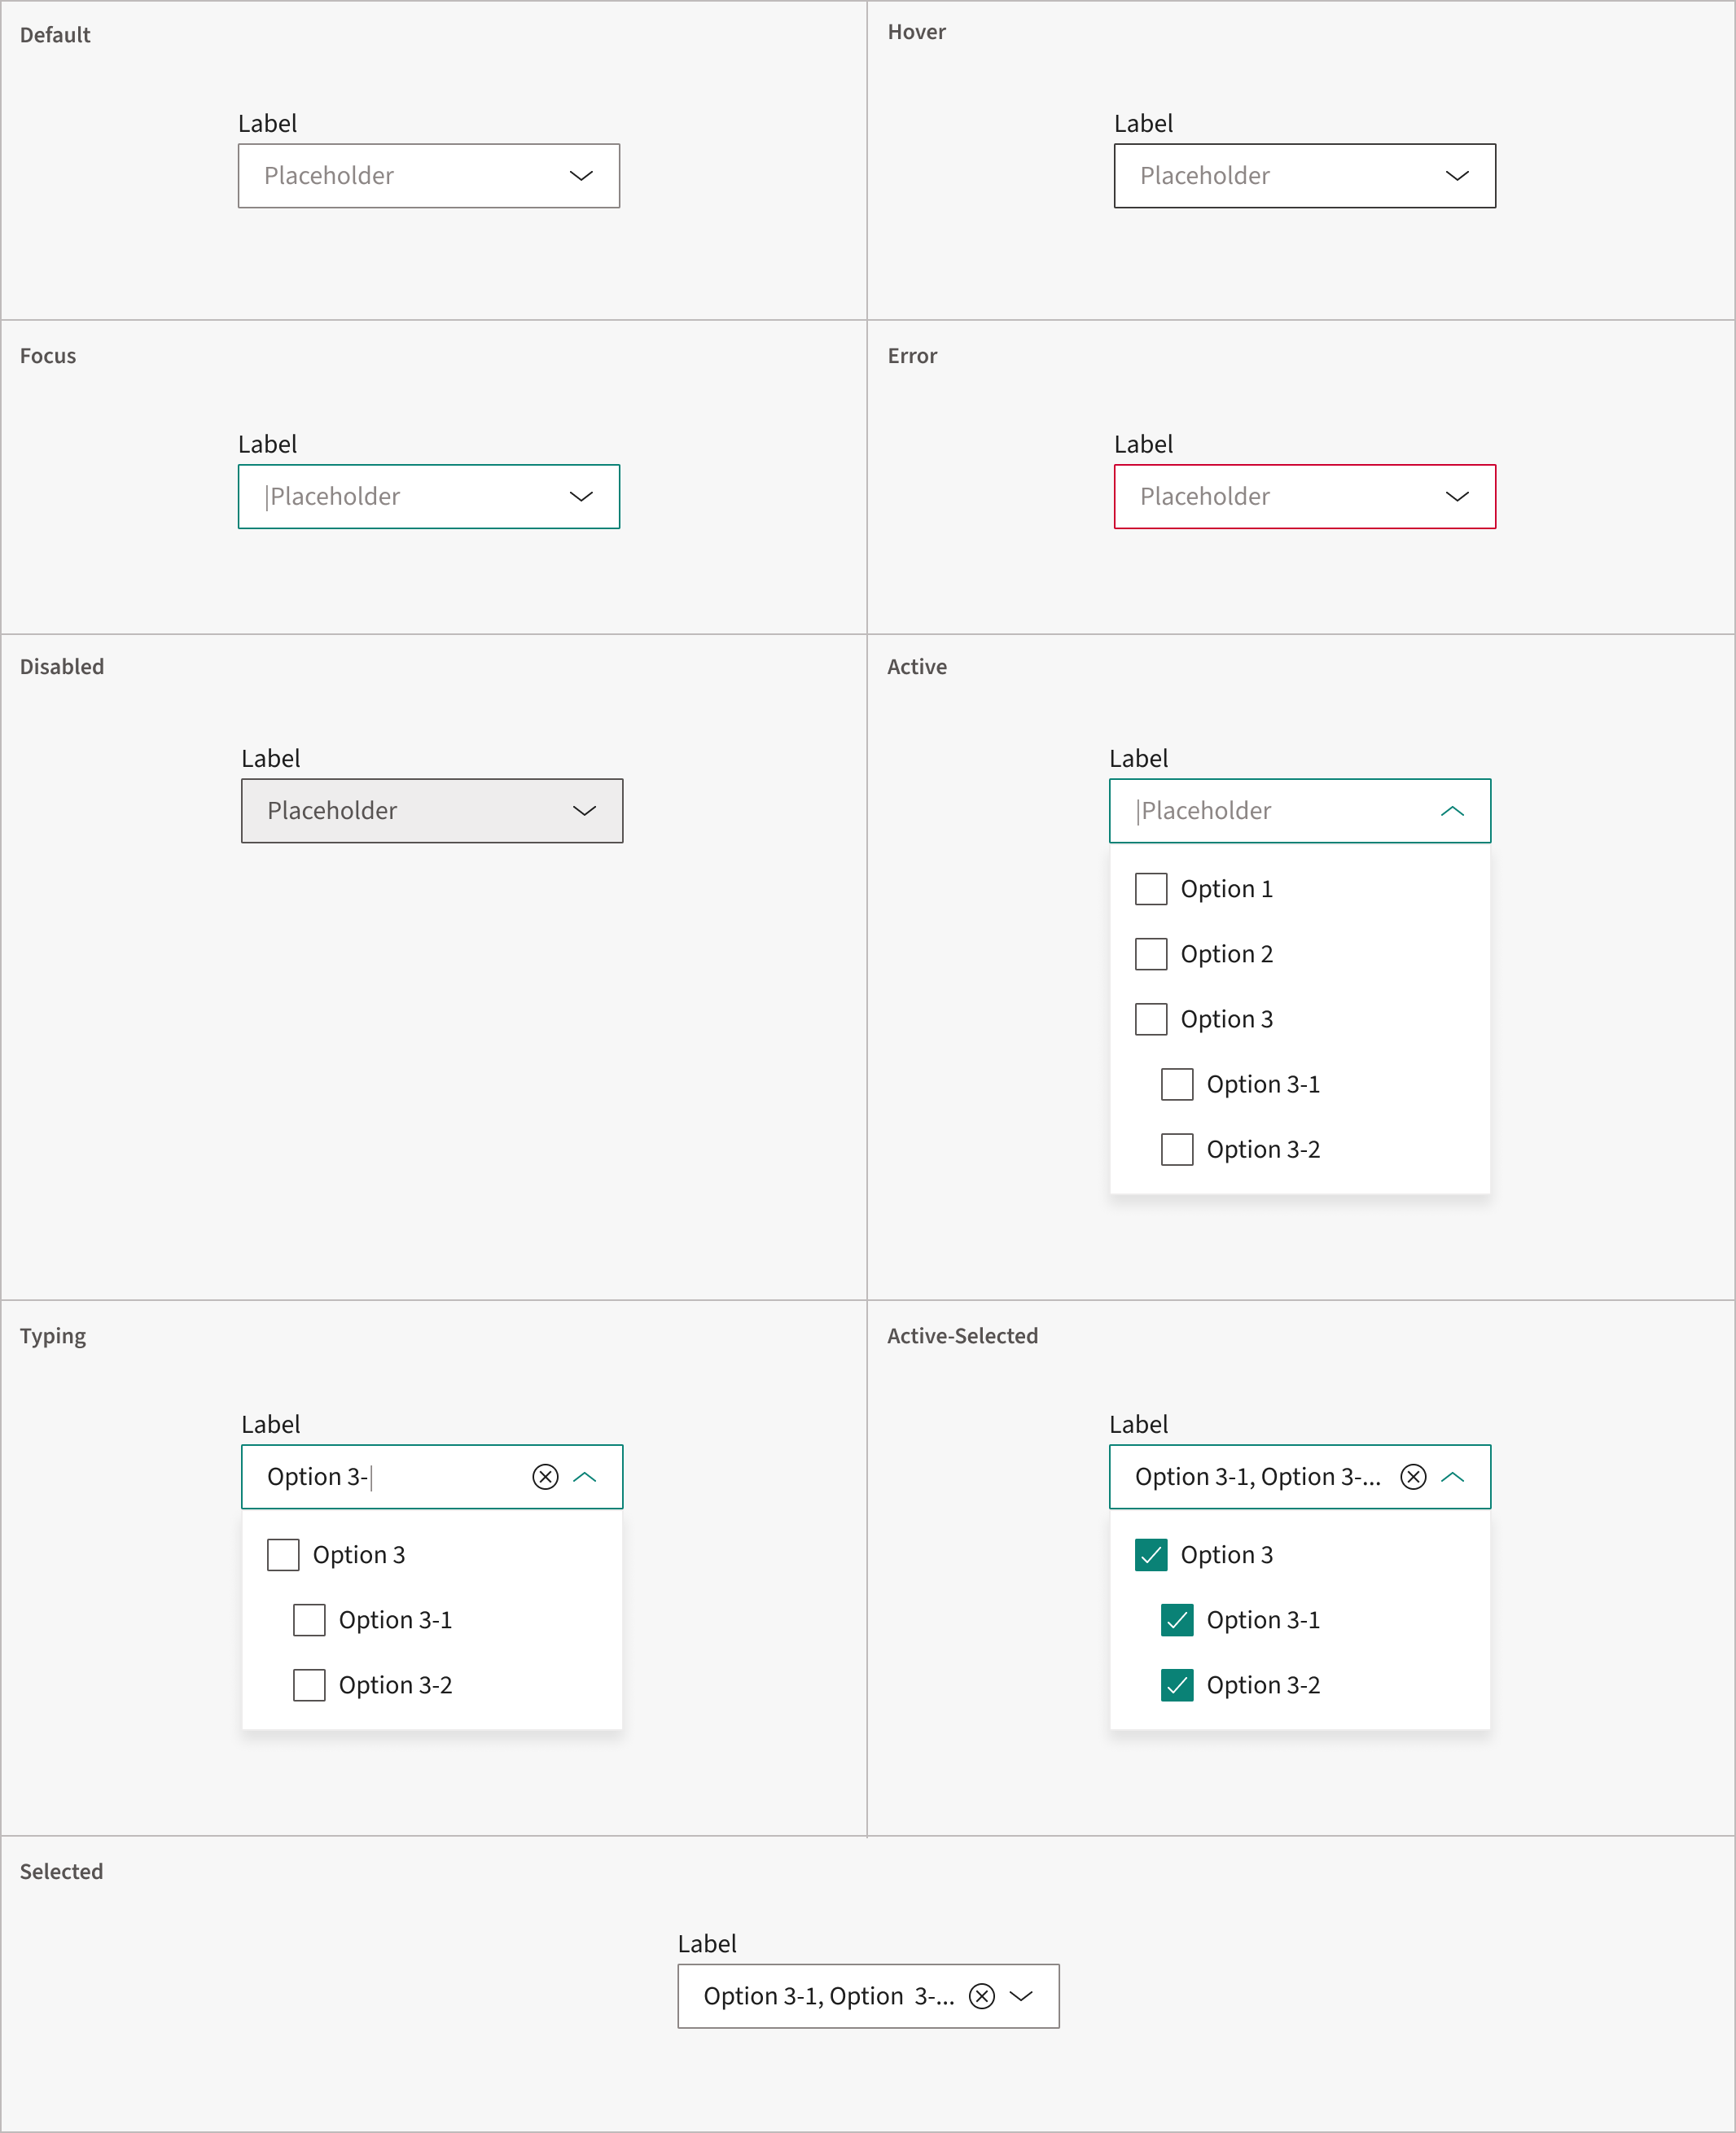 Default
Label
Placeholder
Hover
Label
Placeholder
Focus
Label
Placeholder
Error
Label
Placeholder
Disabled
Label
Placeholder
Active
Label
Placeholder
Option 1
Option 2
Option 3
Option 3-1
Option 3-2
Typing
Label
Option 3-
Option 3
Option 3-1
Option 3-2
Active-Selected
Label
Option 3-1, Option 3-...
Option 3
Option 3-1
Option 3-2
Selected
Label
Option 3-1, Option 3-...